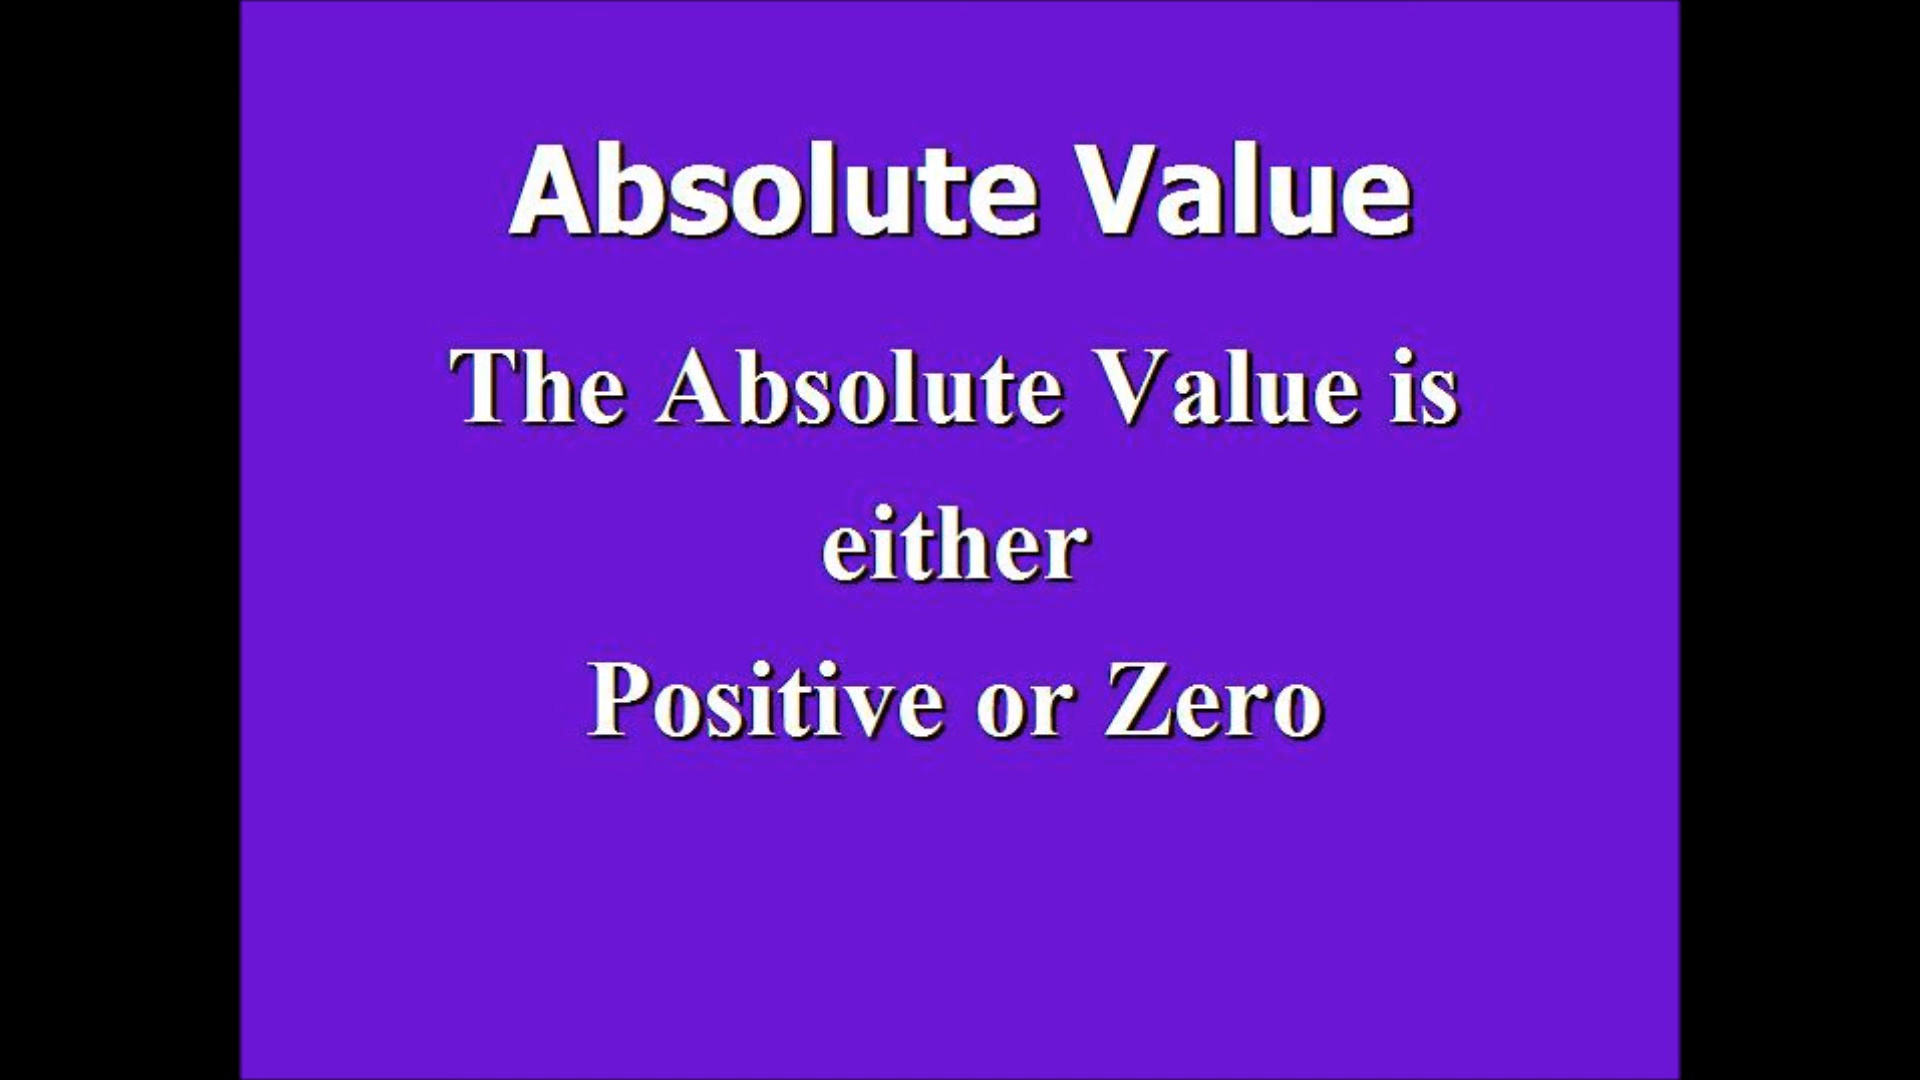 Absolute Value
The Absolute Value is
either
Positive or Zero